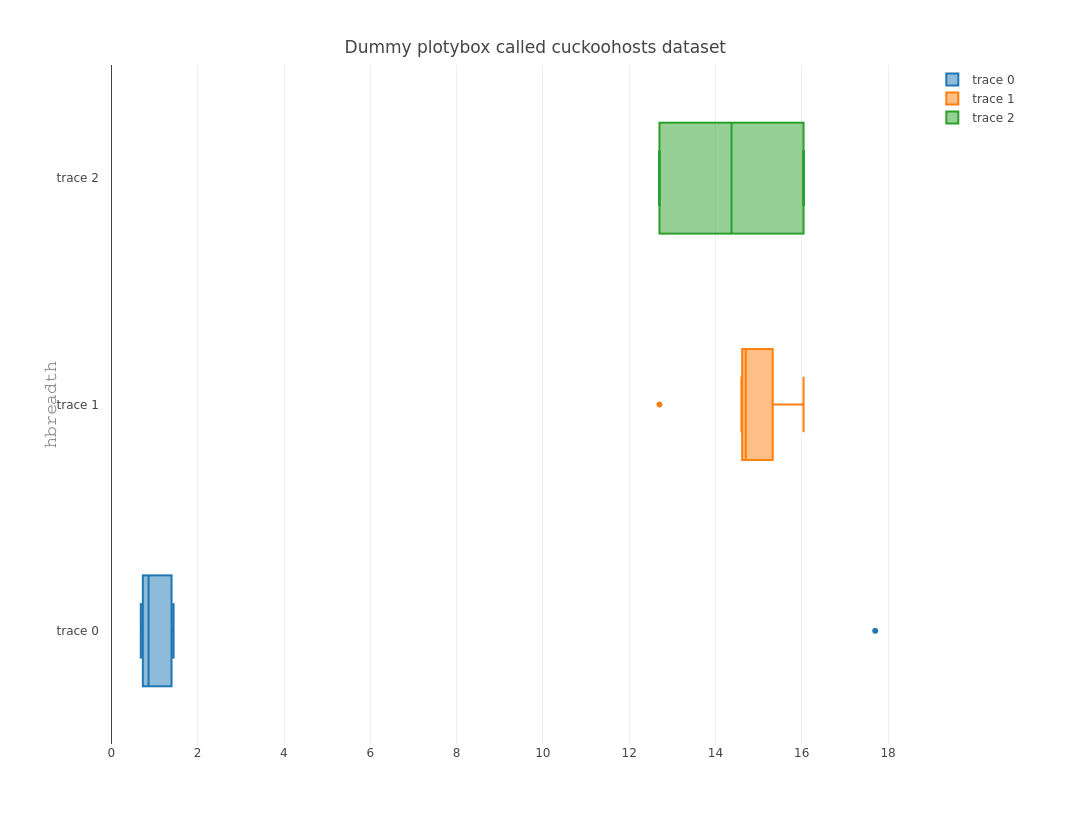 Dummy plotybox called cuckoohosts dataset
trace 0
trace 1
trace 2
trace 2
trace 1
trace 0
hbreadth
0 2 4 6 8 10 12 14 16 18